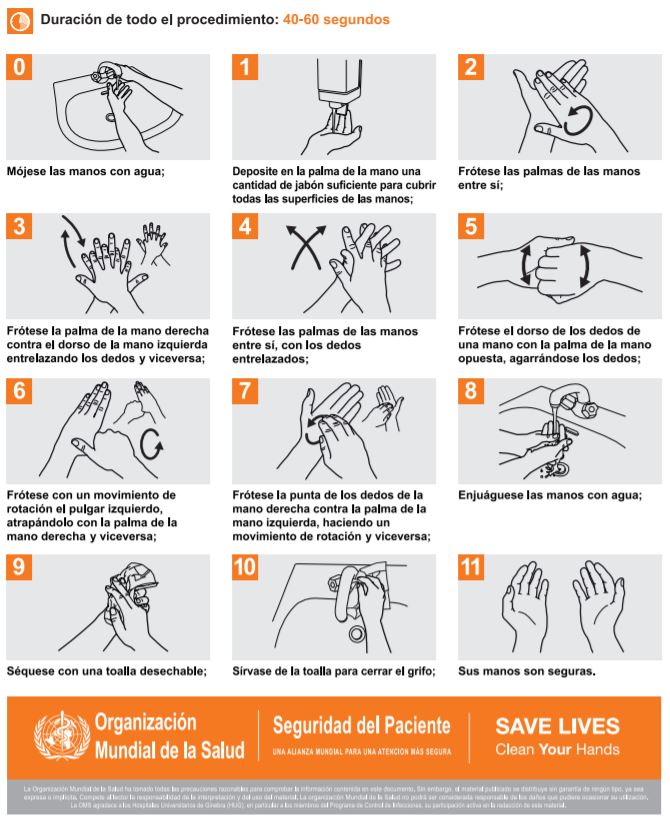 Duración de todo el procedimiento: 40-60 segundos
0
Mójese las manos con agua;
1
Deposite en la palma de la mano una
cantidad de jabón suficiente para cubrir
todas las superficies de las manos;
2
Frótese las palmas de las manos
entre sí;
3
Frótese la palma de la mano derecha
contra el dorso de la mano izquierda
entrelazando los dedos y viceversa;
4
Frótese las palmas de las manos
entre sí, con los dedos
entrelazados;
5
Frótese el dorso de los dedos de
una mano con la palma de la mano
opuesta, agarrándose los dedos;
6
Frótese con un movimiento de
rotación el pulgar izquierdo,
atrapándolo con la palma de la
mano derecha y viceversa;
7
Frótese la punta de los dedos de la
mano derecha contra la palma de la
mano izquierda, haciendo un
movimiento de rotación y viceversa;
8
Enjuáguese las manos con agua;
9
Séquese con una toalla desechable;
10
Sírvase de la toalla para cerrar el grifo;
11
Sus manos son seguras.
Organización
Mundial de la Salud
Seguridad del Paciente
UNA ALIANZA MUNDIAL PARA UNA ATENCION MÁS SEGURA
SAVE LIVES
Clean Your Hands
La Organización Mundial de la Salud ha tomado todas las precauciones razonables para comprobar la información contenida en este documento. Sin embargo, el material publicado se distribuye sin garantía de ningún tipo, ya sea
expresa o implícita. Compete al lector la responsabilidad de la interpretación y del uso del material. La organización Mundial de la Salud no podrá ser considerada responsable de los daños que pudiere ocasionar su utilización.
La OMS agradece a los Hospitales Universitarios de Ginebra (HUG), en particular a los miembros del Programa de Control de Infecciones, su participación activa en la redacción de este material.